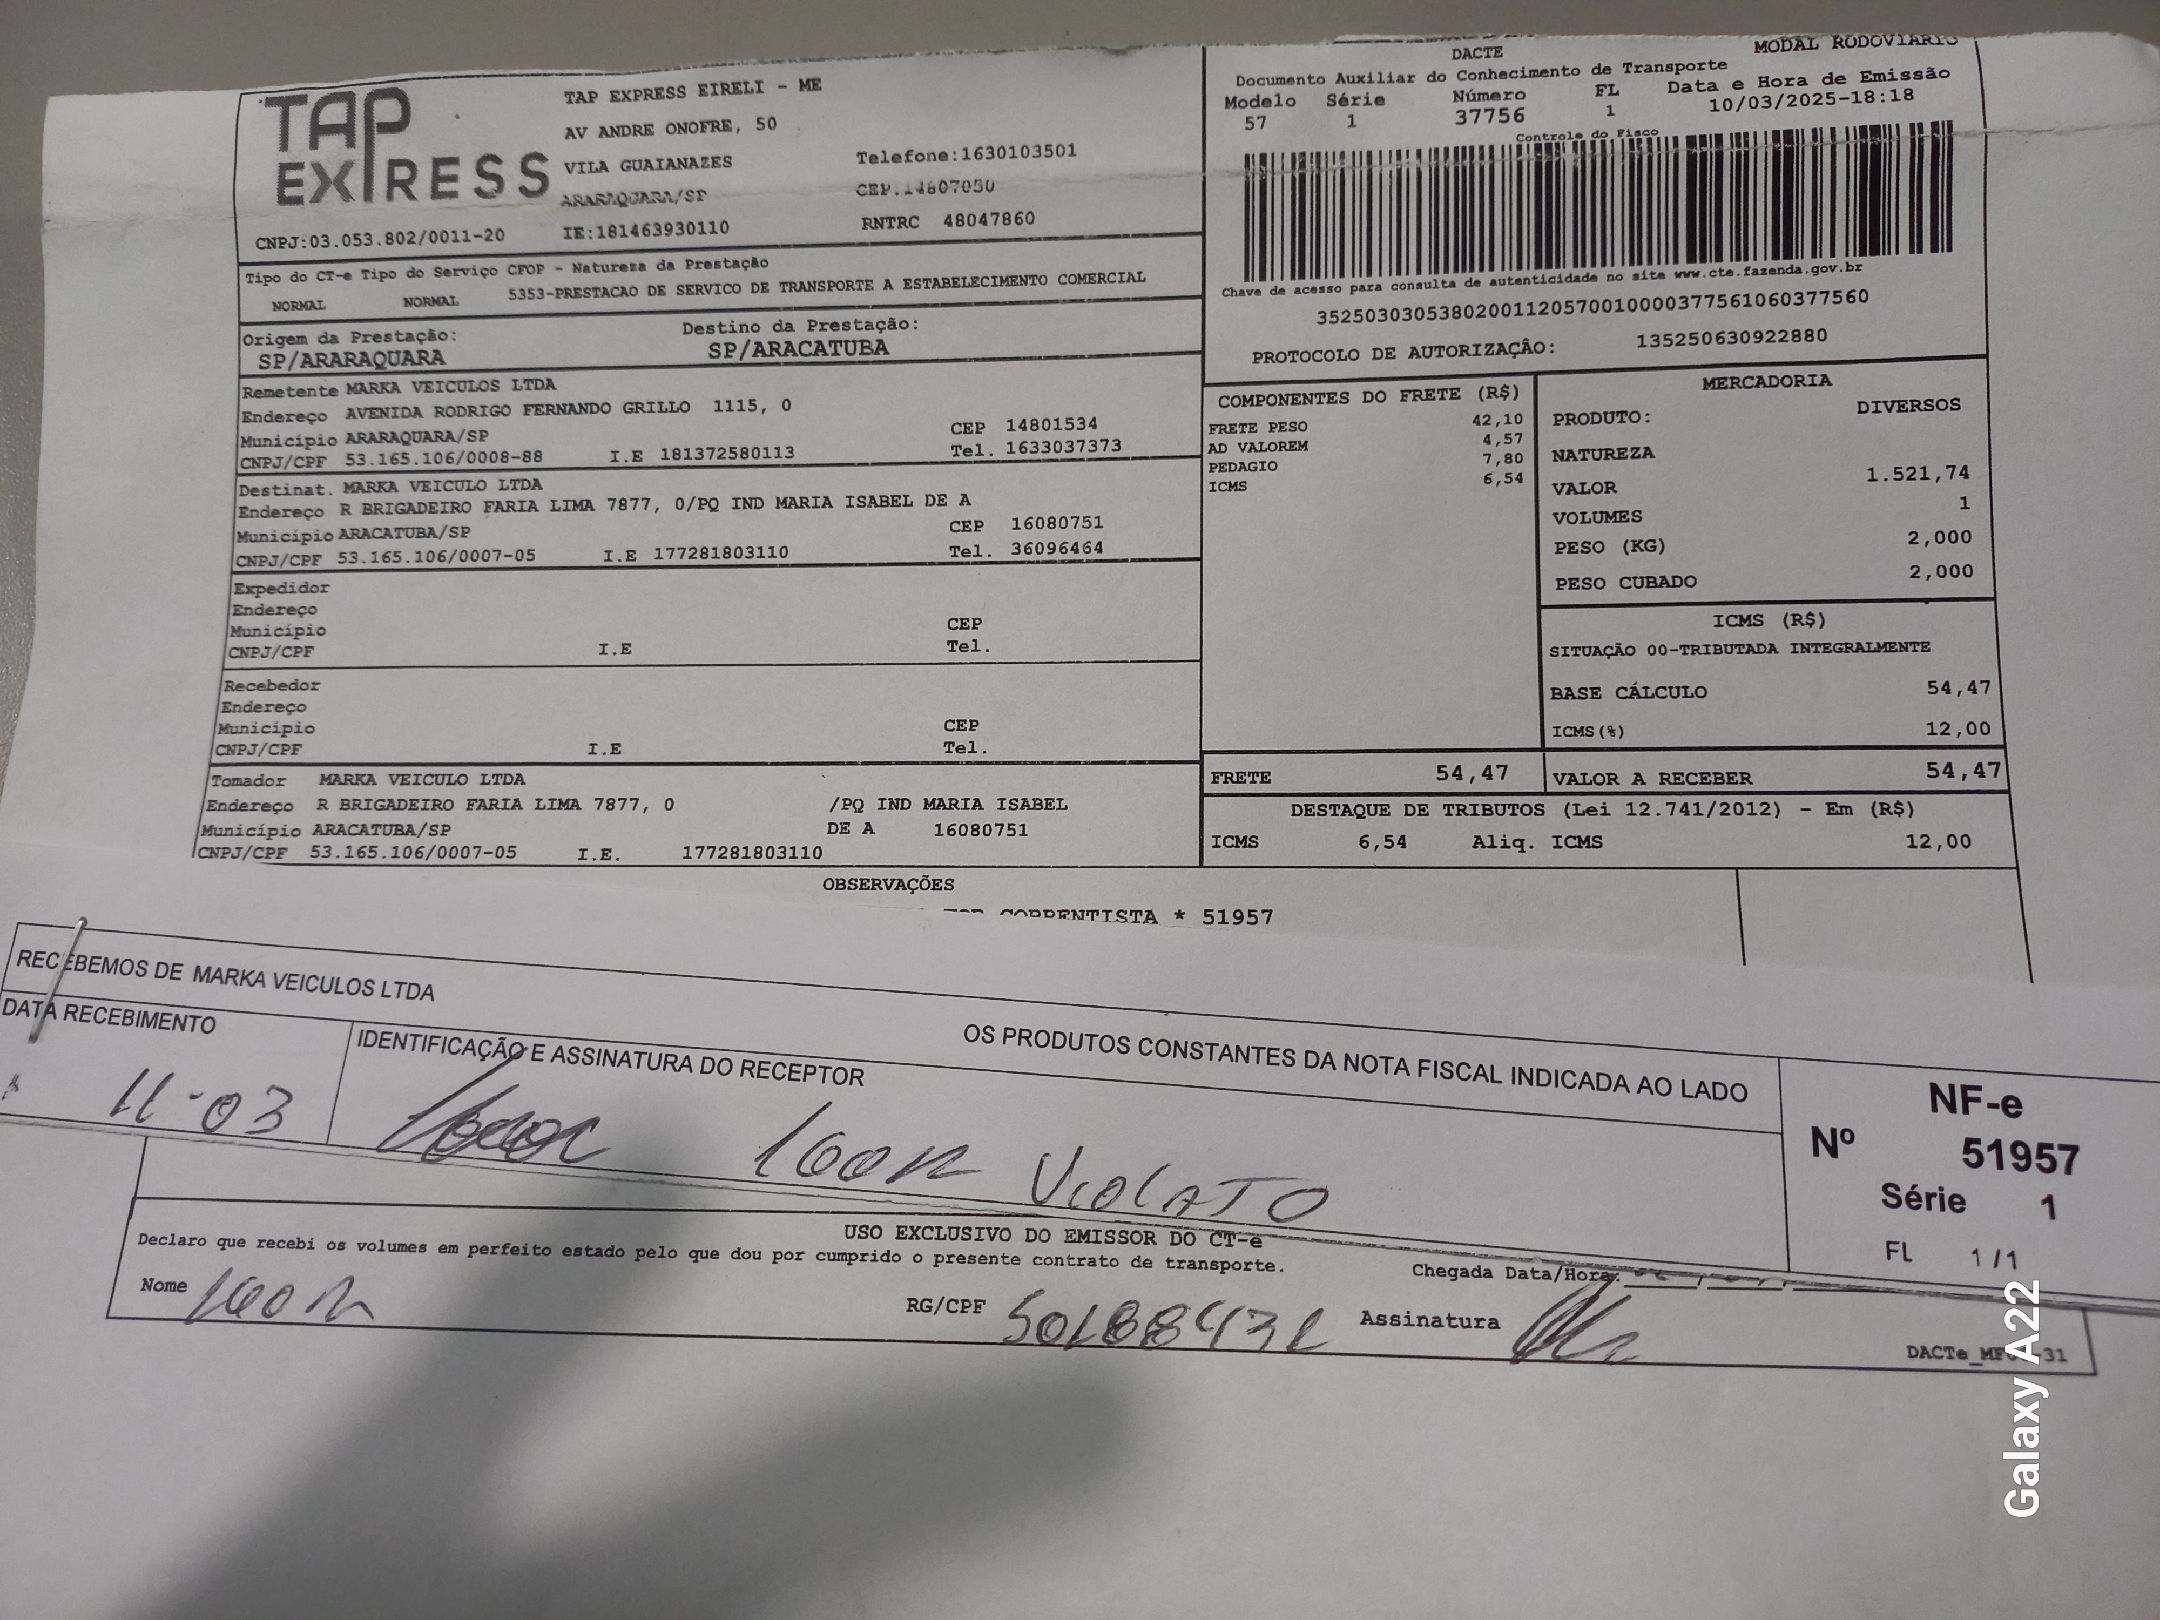 TAP EXPRESS
TAP EXPRESS EIRELI - ME
AV ANDRE ONOFRE, 50
VILA GUAIANAZES Telefone:1630103501
ARARAQUARA/SP CEP.14807050
CNPJ:03.053.802/0011-20 IE:181463930110 RNTRC 48047860
DACTE MODAL RODOVIÁRIO
Documento Auxiliar do Conhecimento de Transporte
Modelo Série Número FL Data e Hora de Emissão
57 1 37756 1 10/03/2025-18:18
Controle do Fisco
Chave de acesso para consulta de autenticidade no site www.cte.fazenda.gov.br
35250303053802001120570010000377561060377560
PROTOCOLO DE AUTORIZAÇÂO: 135250630922880
Tipo do CT-e Tipo do Serviço CFOP - Natureza da Prestação
NORMAL NORMAL 5353-PRESTACAO DE SERVICO DE TRANSPORTE A ESTABELECIMENTO COMERCIAL
Origem da Prestação: Destino da Prestação:
SP/ARARAQUARA SP/ARACATUBA
Remetente MARKA VEICULOS LTDA
Endereço AVENIDA RODRIGO FERNANDO GRILLO 1115, 0
Município ARARAQUARA/SP CEP 14801534
CNPJ/CPF 53.165.106/0008-88 I.E 181372580113 Tel. 1633037373
Destinat. MARKA VEICULO LTDA
Endereço R BRIGADEIRO FARIA LIMA 7877, 0/PQ IND MARIA ISABEL DE A
Município ARACATUBA/SP CEP 16080751
CNPJ/CPF 53.165.106/0007-05 I.E 177281803110 Tel. 36096464
Expedidor
Endereço
Município CEP
CNPJ/CPF I.E Tel.
Recebedor
Endereço
Município CEP
CNPJ/CPF I.E Tel.
Tomador MARKA VEICULO LTDA
Endereço R BRIGADEIRO FARIA LIMA 7877, 0 /PQ IND MARIA ISABEL
Município ARACATUBA/SP DE A 16080751
CNPJ/CPF 53.165.106/0007-05 I.E. 177281803110
COMPONENTES DO FRETE (R$)
FRETE PESO 42,10
AD VALOREM 4,57
PEDAGIO 7,80
ICMS 6,54
MERCADORIA
PRODUTO: DIVERSOS
NATUREZA
VALOR 1.521,74
VOLUMES 1
PESO (KG) 2,000
PESO CUBADO 2,000
ICMS (R$)
SITUAÇÃO 00-TRIBUTADA INTEGRALMENTE
BASE CÁLCULO 54,47
ICMS(%) 12,00
FRETE 54,47 VALOR A RECEBER 54,47
DESTAQUE DE TRIBUTOS (Lei 12.741/2012) - Em (R$)
ICMS 6,54 Aliq. ICMS 12,00
OBSERVAÇÕES
CORRENTISTA * 51957
RECEBEMOS DE MARKA VEICULOS LTDA
OS PRODUTOS CONSTANTES DA NOTA FISCAL INDICADA AO LADO
DATA RECEBIMENTO IDENTIFICAÇÃO E ASSINATURA DO RECEPTOR
11-03 VIOLATO
NF-e
Nº 51957
Série 1
FL 1/1
USO EXCLUSIVO DO EMISSOR DO CT-e
Declaro que recebi os volumes em perfeito estado pelo que dou por cumprido o presente contrato de transporte.
Chegada Data/Hora:
Nome RG/CPF Assinatura
Galaxy A22